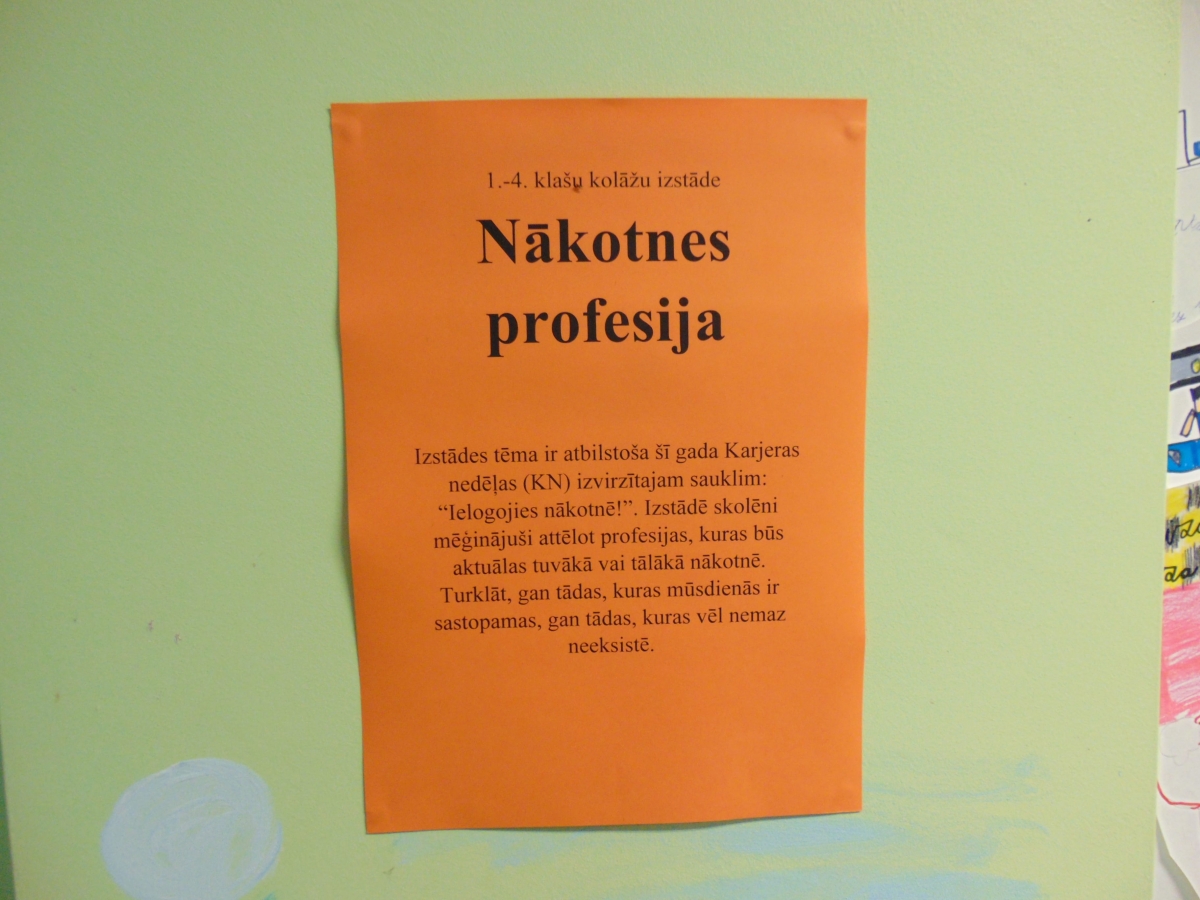 1.-4. klašu kolāžu izstāde
Nākotnes
profesija
Izstādes tēma ir atbilstoša šī gada Karjeras
nedēļas (KN) izvirzītajam sauklim:
“Ielogojies nākotnē!”. Izstādē skolēni
mēģinājuši attēlot profesijas, kuras būs
aktuālas tuvākā vai tālākā nākotnē.
Turklāt, gan tādas, kuras mūsdienās ir
sastopamas, gan tādas, kuras vēl nemaz
neeksistē.